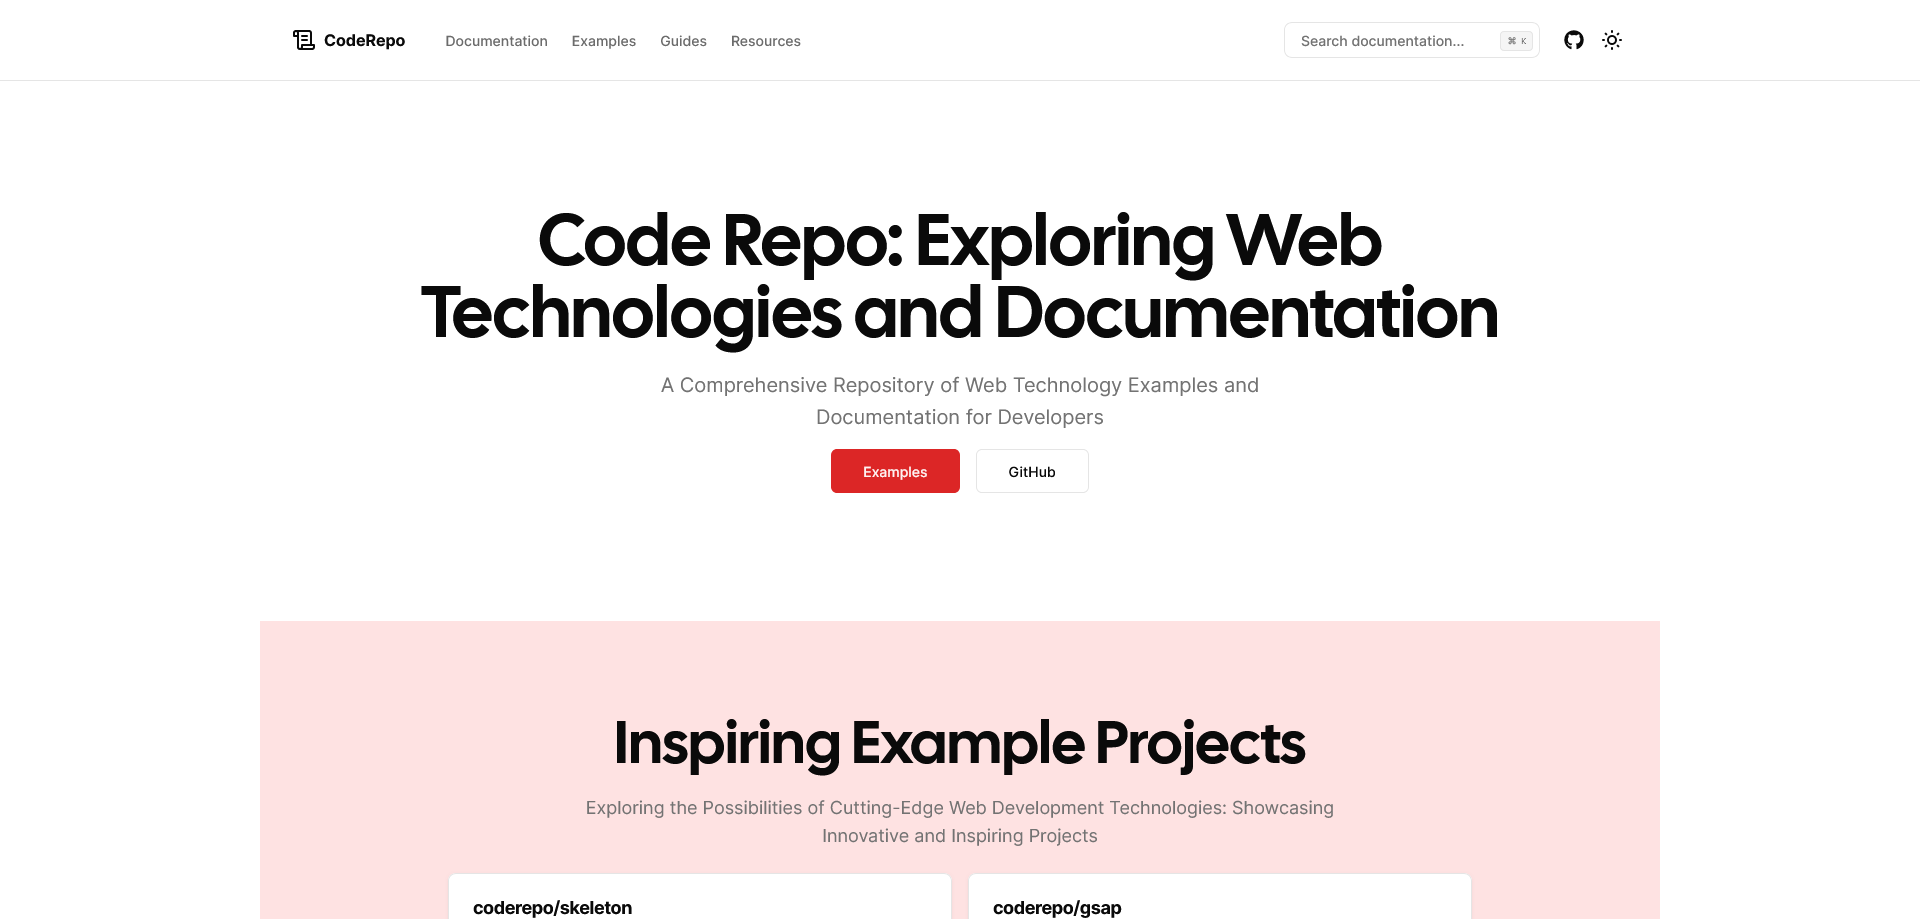 CodeRepo
Documentation
Examples
Guides
Resources
Search documentation...
⌘ K
Code Repo: Exploring Web
Technologies and Documentation
A Comprehensive Repository of Web Technology Examples and
Documentation for Developers
Examples
GitHub
Inspiring Example Projects
Exploring the Possibilities of Cutting-Edge Web Development Technologies: Showcasing
Innovative and Inspiring Projects
coderepo/skeleton
coderepo/gsap